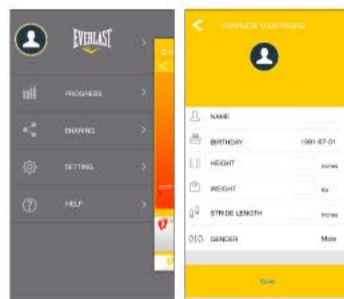 EVERLAST
PROGRESS
SHARING
SETTING
HELP
COMPLETE YOUR PROFILE
NAME
BIRTHDAY 1991-07-01
HEIGHT inches
WEIGHT lbs
STRIDE LENGTH inches
GENDER Male
Save